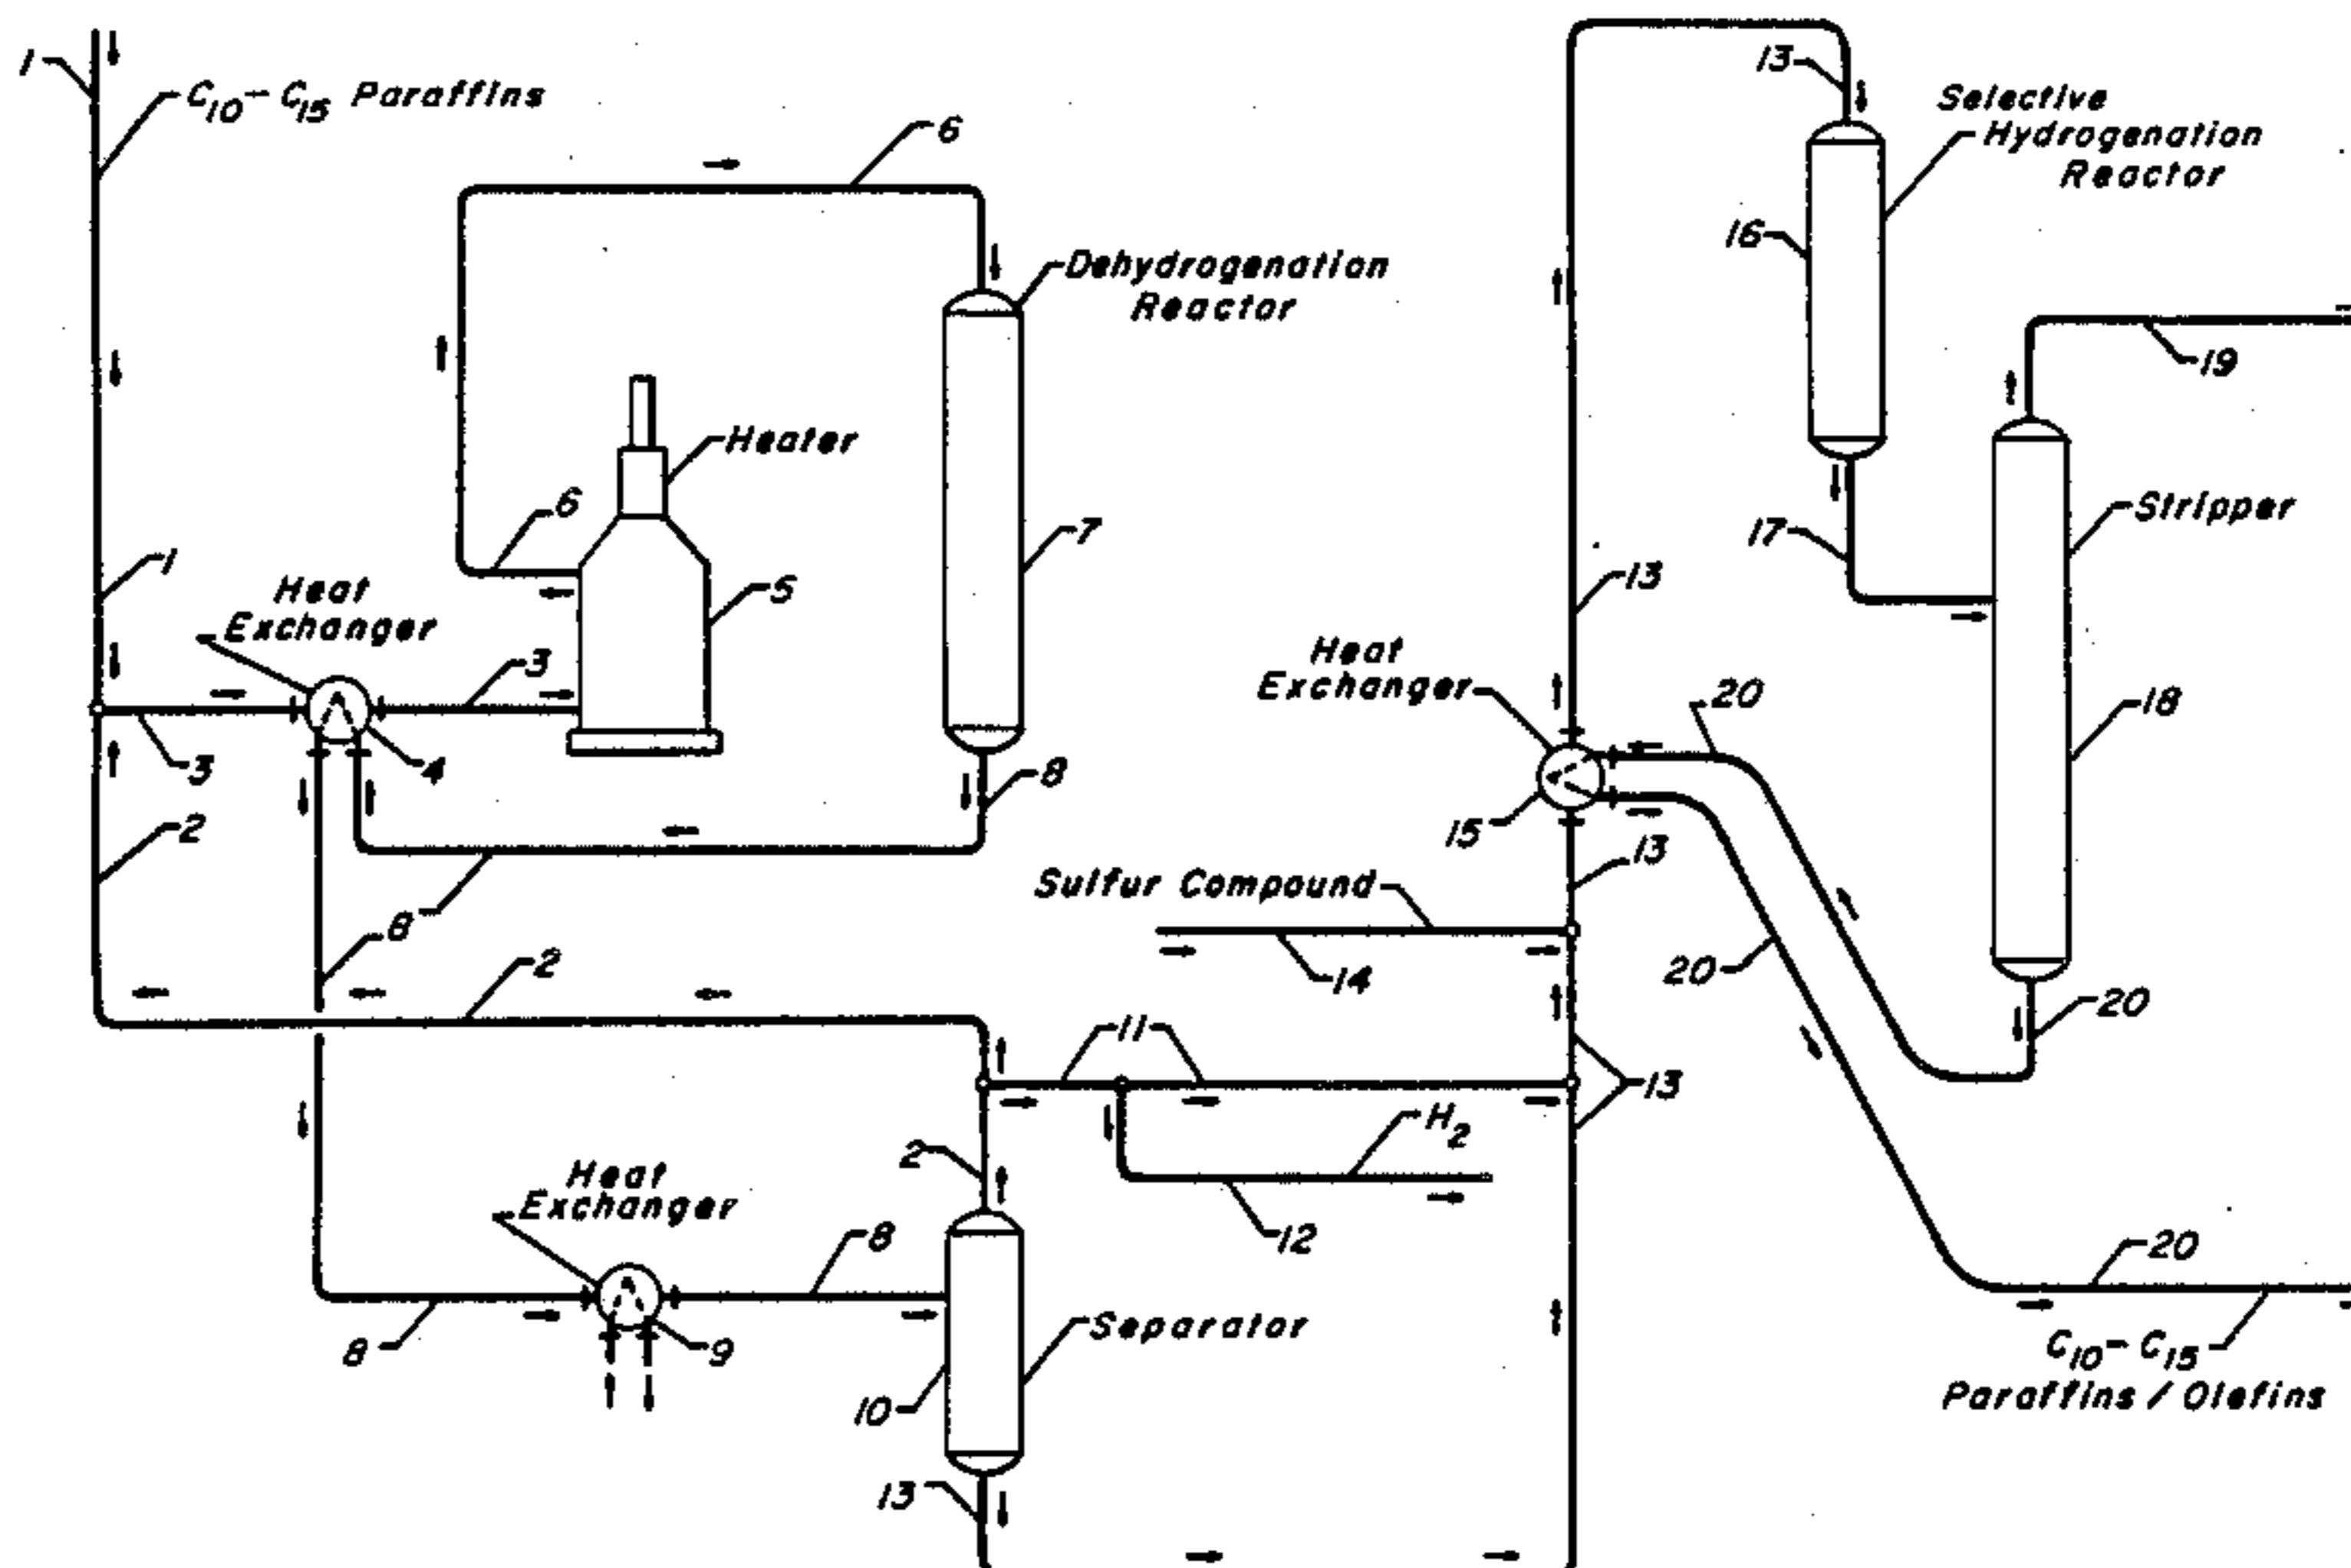 1
C10-C15 Paraffins
6
13
Selective
Hydrogenation
Reactor
16
Dehydrogenation
Reactor
19
Heater
6
7
Stripper
17
1
5
13
Heat
Exchanger
3
Heat
Exchanger
20
18
3
4
8
2
15
13
Sulfur Compound
8
2
14
20
20
11
13
2
H2
12
Heat
Exchanger
8
20
8
9
Separator
10
C10-C15
Paraffins / Olefins
13